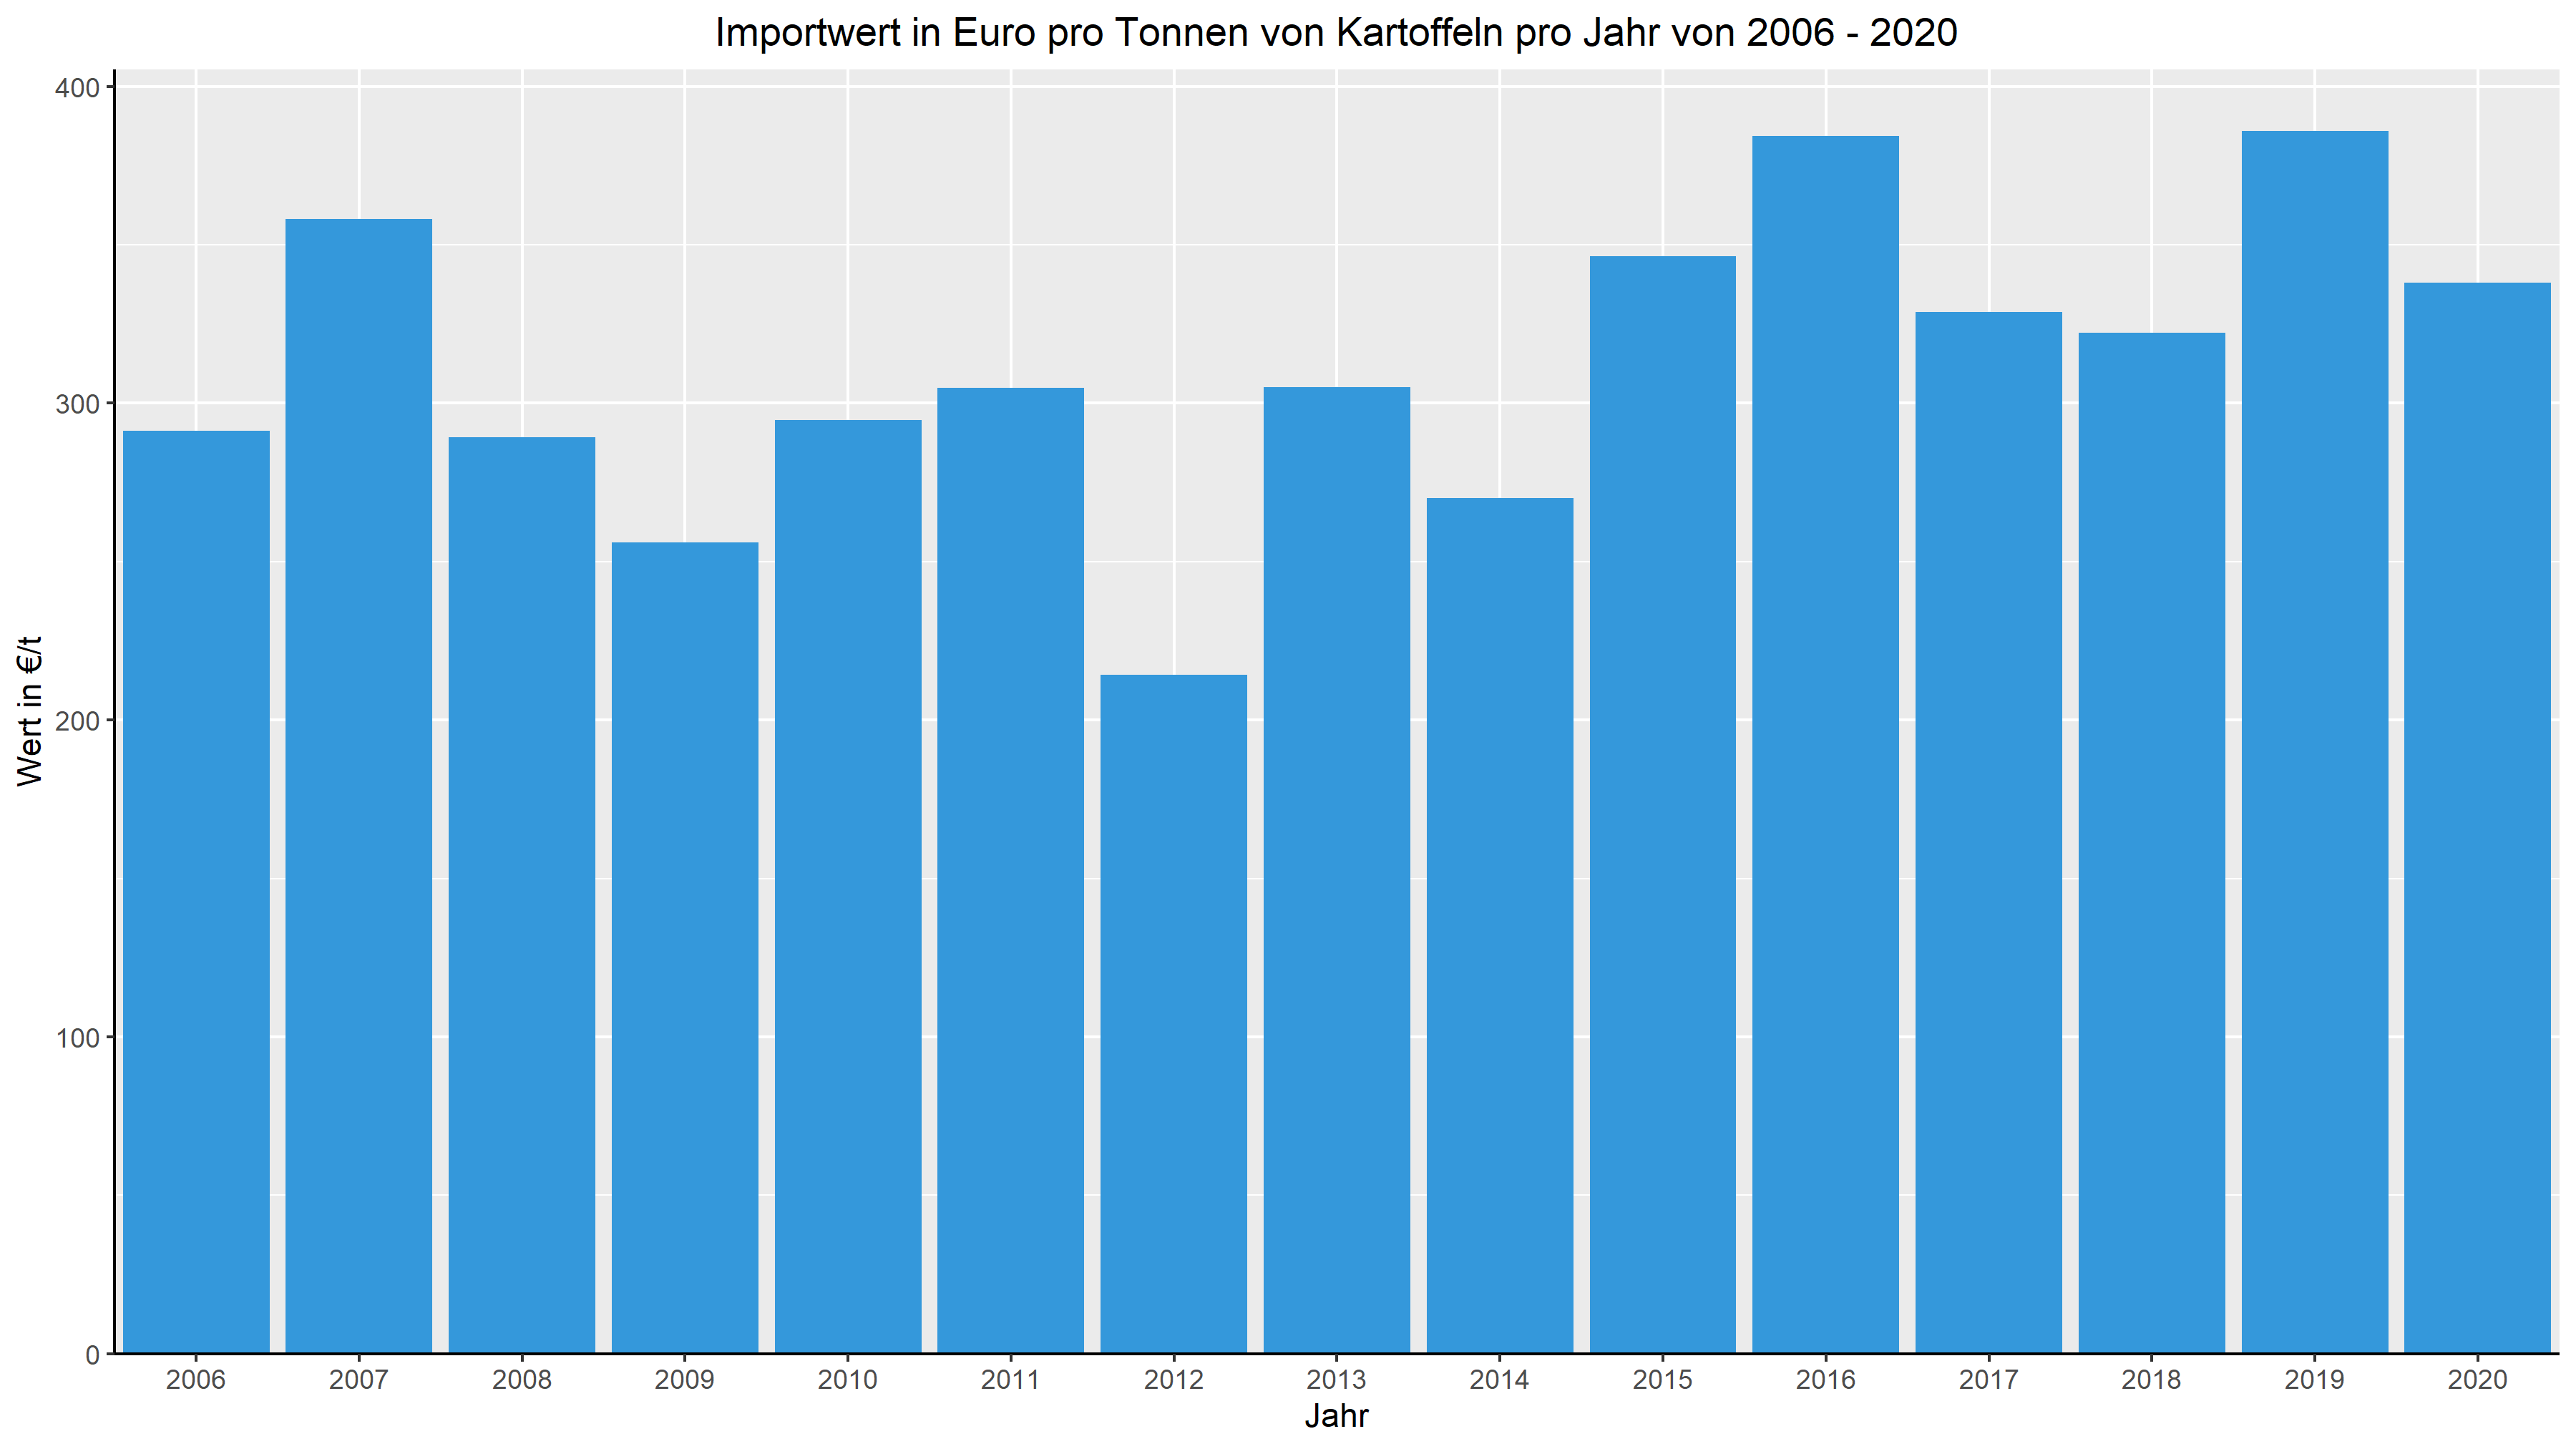 Importwert in Euro pro Tonnen von Kartoffeln pro Jahr von 2006 - 2020
Wert in €/t
400
300
200
100
0
2006 2007 2008 2009 2010 2011 2012 2013 2014 2015 2016 2017 2018 2019 2020
Jahr